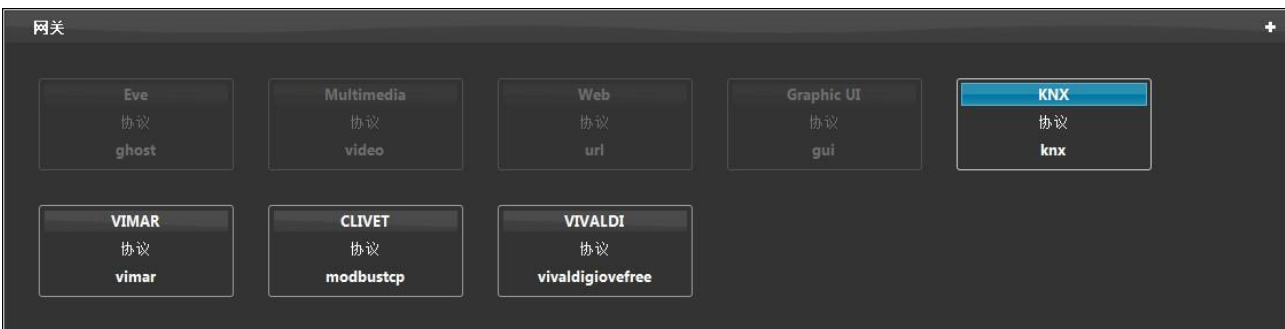 网关
Eve
协议
ghost
Multimedia
协议
video
Web
协议
url
Graphic UI
协议
gui
KNX
协议
knx
VIMAR
协议
vimar
CLIVET
协议
modbustcp
VIVALDI
协议
vivaldigiovefree